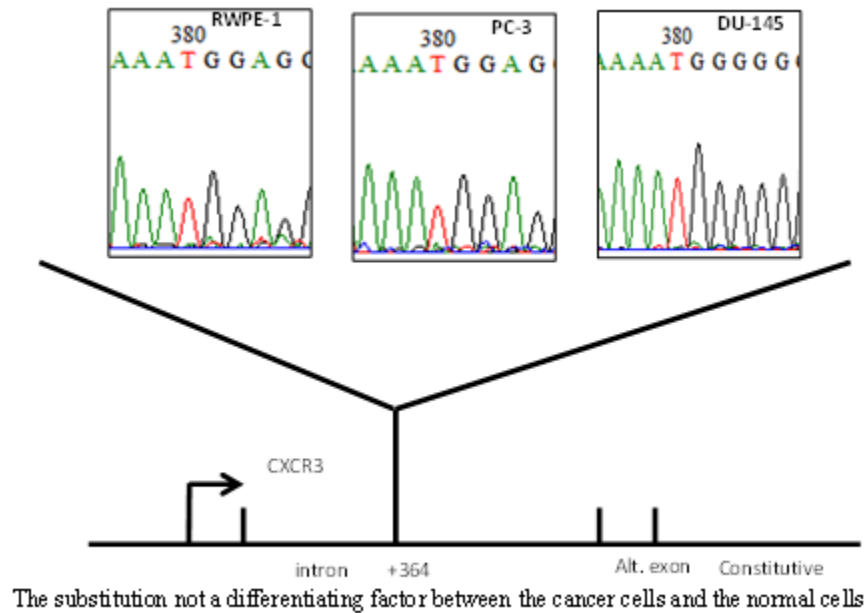 RWPE-1
380
AAATGGAGC
PC-3
380
AAATGGAG
DU-145
380
AAAATGGGGG
CXCR3
intron
+364
Alt. exon
Constitutive
The substitution not a differentiating factor between the cancer cells and the normal cells